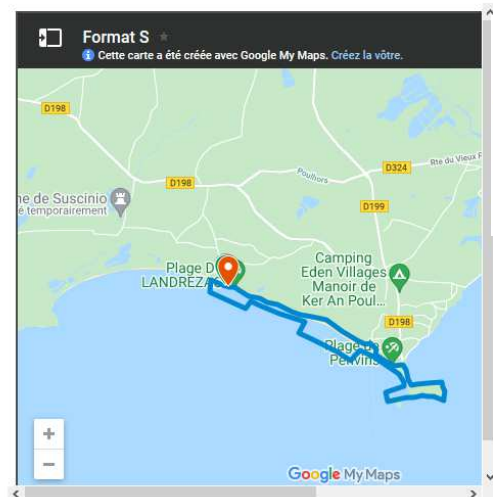 Format S
Cette carte a été créée avec Google My Maps. Créez la vôtre.
D198
D324
Rte du Vieux P
Poulhors
D198
ne de Suscinio
é temporairement
D199
Camping
Eden Villages
Manoir de
Ker An Poul...
Plage D
LANDREZAC
D198
Plage de
Penvins
+
−
Google My Maps